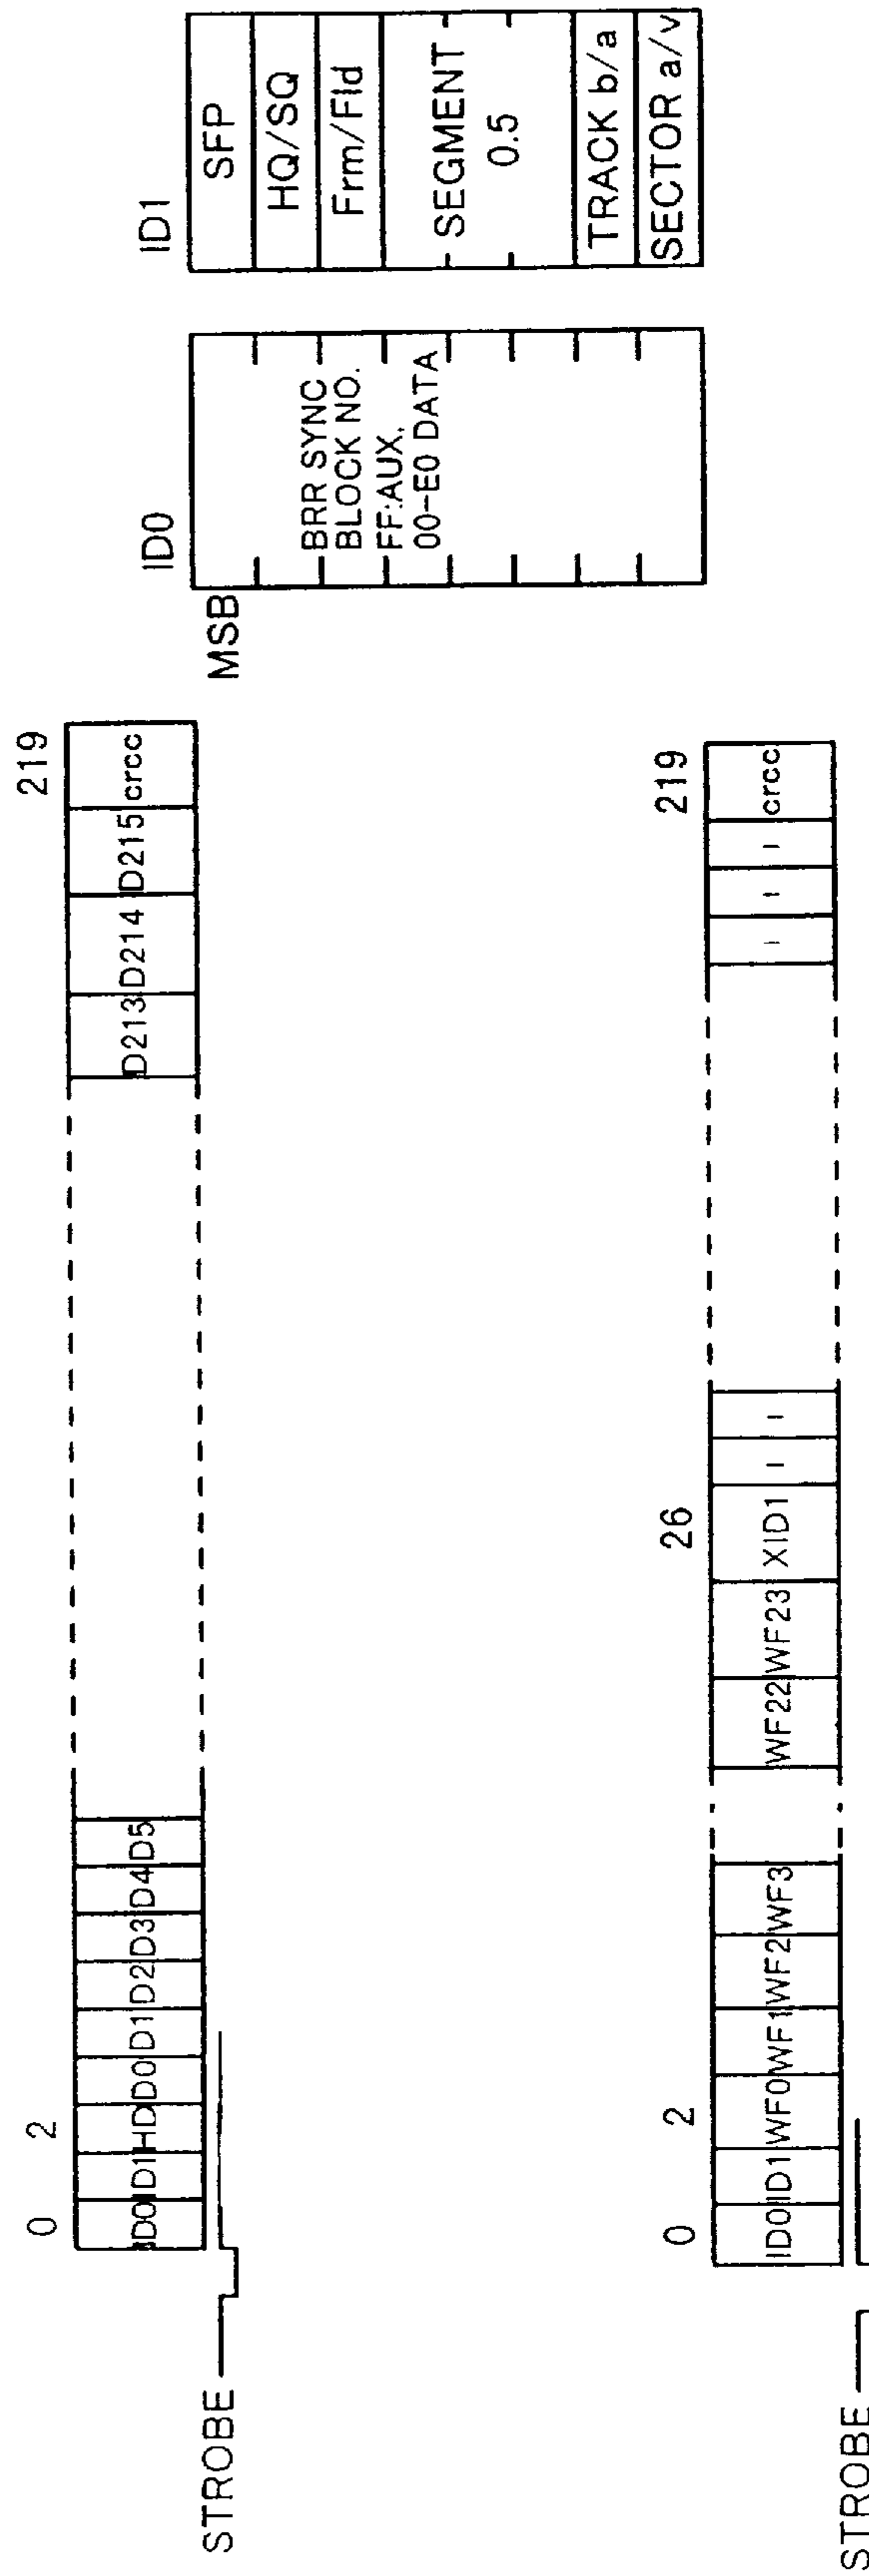 0 2 219
ID0 ID1 HD D0 D1 D2 D3 D4 D5 D213 D214 D215 crcc
STROBE
0 2 26 219
ID0 ID1 WF0 WF1 WF2 WF3 WF22 WF23 XID1 - - - - - crcc
STROBE
ID0
MSB
BRR SYNC
BLOCK NO.
FF:AUX,
00-E0 DATA
ID1
SFP
HQ/SQ
Frm/Fld
SEGMENT
0.5
TRACK b/a
SECTOR a/v